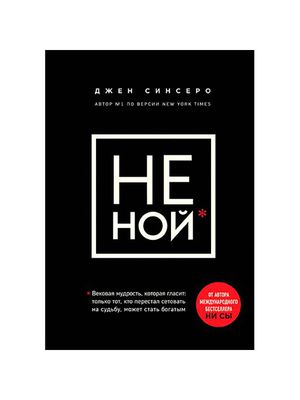 ДЖЕН СИНСЕРО
АВТОР №1 ПО ВЕРСИИ NEW YORK TIMES
НЕ
НОЙ*
* Вековая мудрость, которая гласит:
только тот, кто перестал сетовать
на судьбу, может стать богатым
ОТ АВТОРА
МЕЖДУНАРОДНОГО
БЕСТСЕЛЛЕРА
НИ СЫ